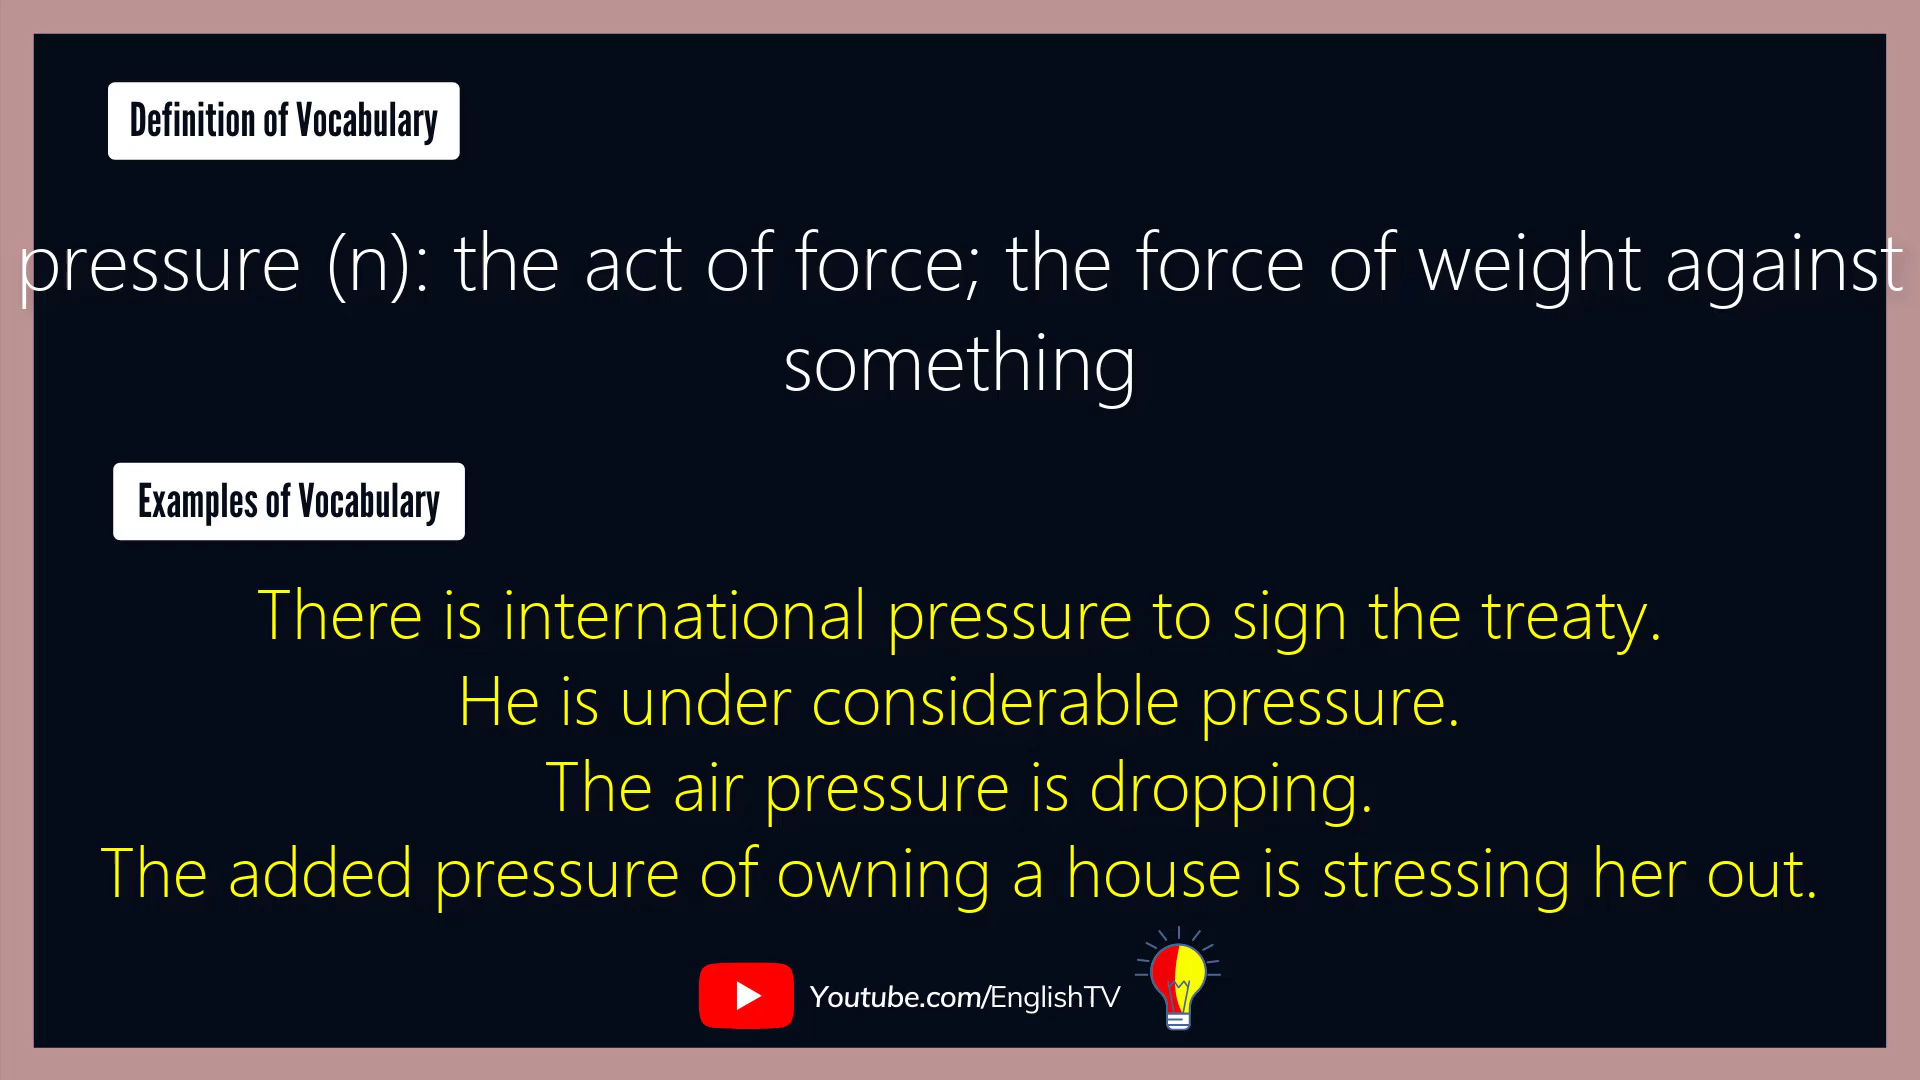 Definition of Vocabulary
pressure (n): the act of force; the force of weight against
something
Examples of Vocabulary
There is international pressure to sign the treaty.
He is under considerable pressure.
The air pressure is dropping.
The added pressure of owning a house is stressing her out.
Youtube.com/EnglishTV